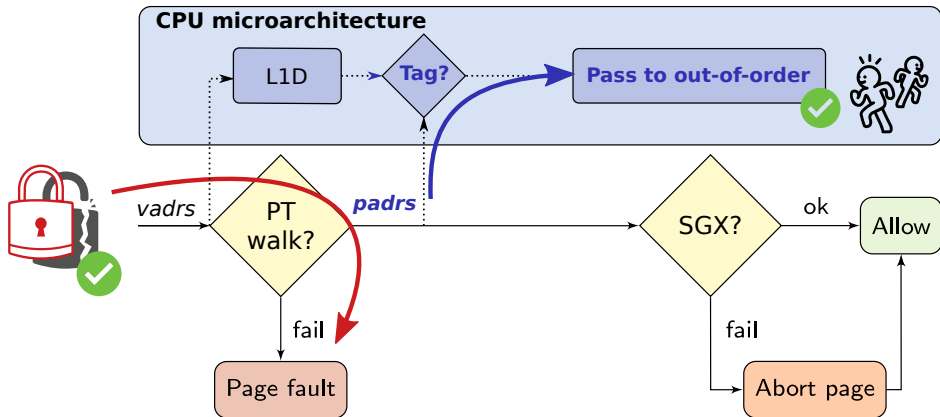 CPU microarchitecture
L1D
Tag?
Pass to out-of-order
vadrs
PT
walk?
padrs
SGX?
ok
Allow
fail
fail
Page fault
Abort page